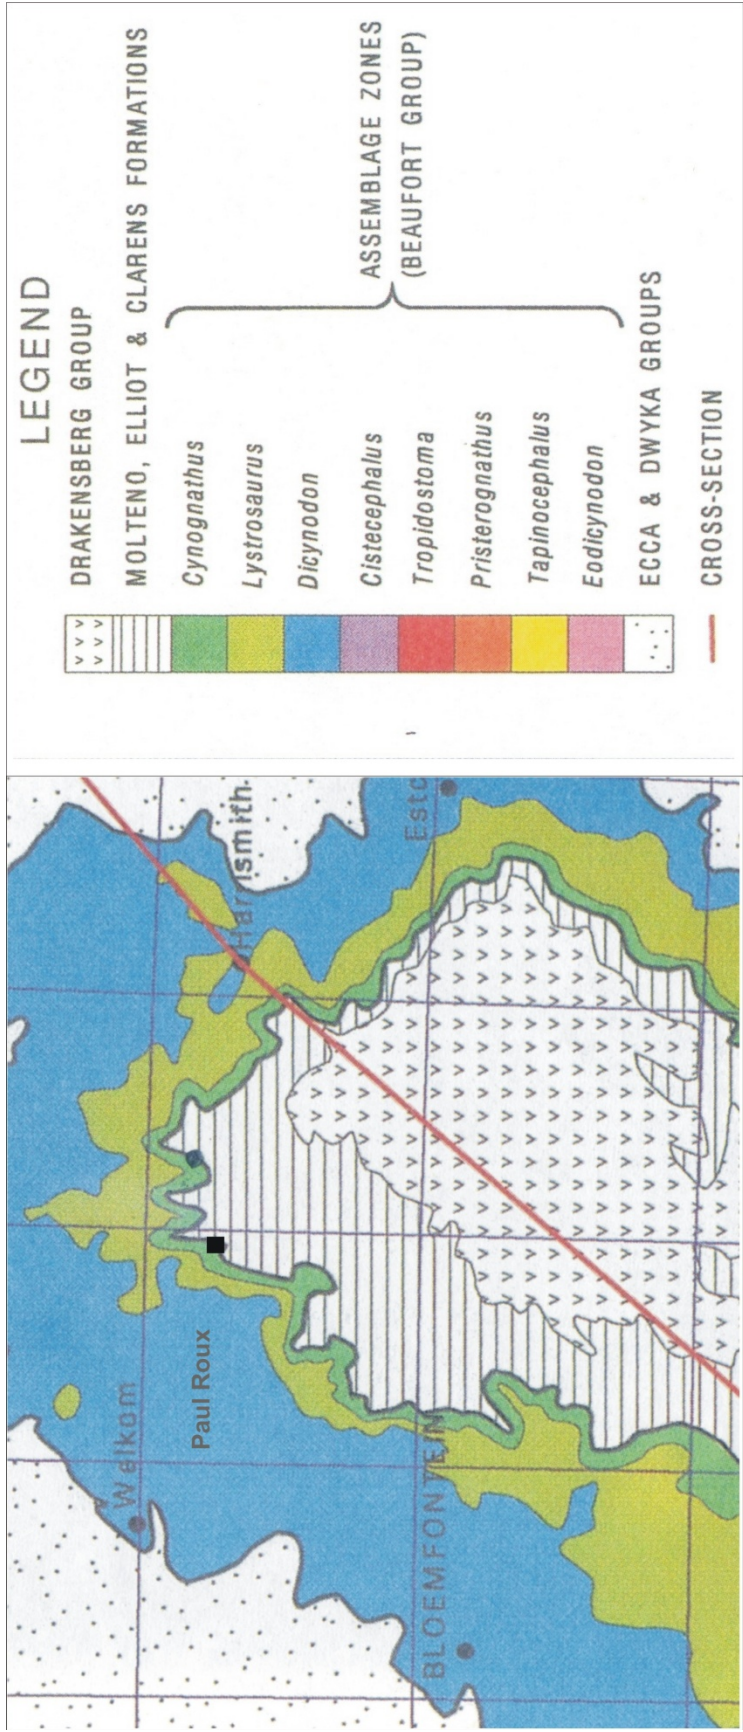 LEGEND
DRAKENSBERG GROUP
MOLTENO, ELLIOT & CLARENS FORMATIONS
Cynognathus
Lystrosaurus
Dicynodon
Cistecephalus
Tropidostoma
Pristerognathus
Tapinocephalus
Eodicynodon
ASSEMBLAGE ZONES
(BEAUFORT GROUP)
ECCA & DWYKA GROUPS
CROSS-SECTION
Welkom
Paul Roux
Harrismith
BLOEMFONTEIN
Estc